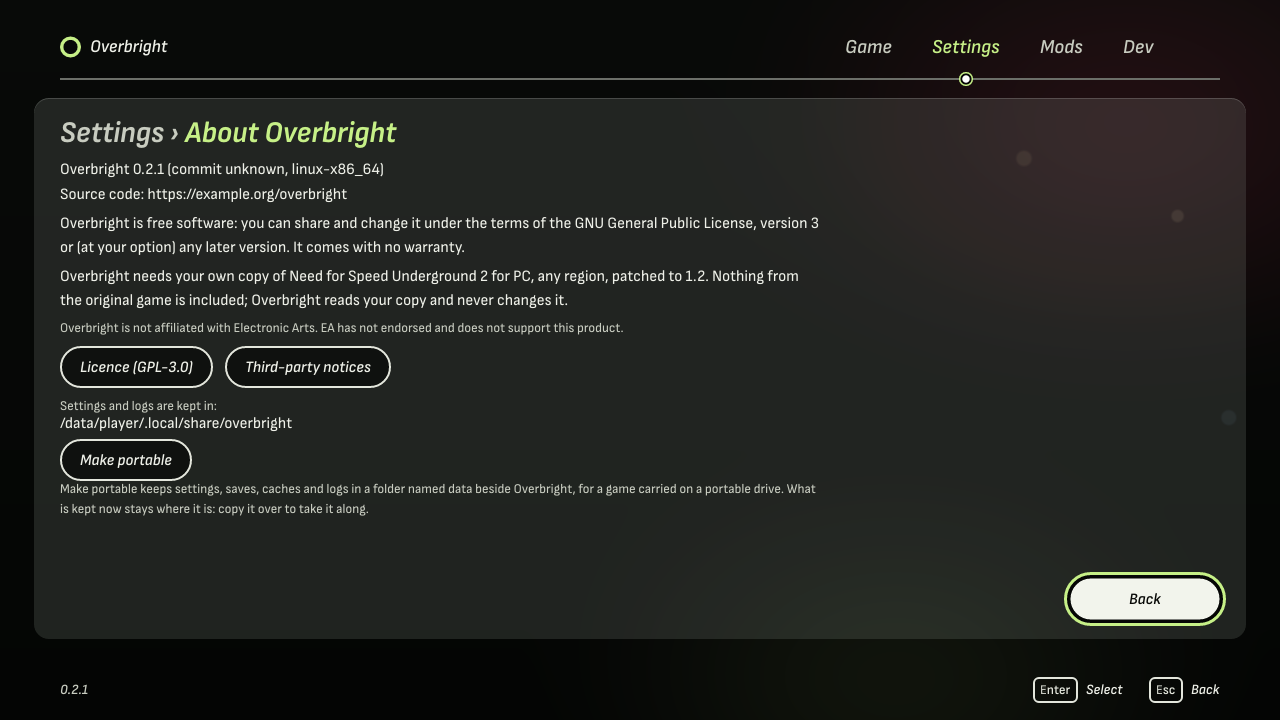 Overbright
Game
Settings
Mods
Dev
Settings › About Overbright
Overbright 0.2.1 (commit unknown, linux-x86_64)
Source code: https://example.org/overbright
Overbright is free software: you can share and change it under the terms of the GNU General Public License, version 3
or (at your option) any later version. It comes with no warranty.
Overbright needs your own copy of Need for Speed Underground 2 for PC, any region, patched to 1.2. Nothing from
the original game is included; Overbright reads your copy and never changes it.
Overbright is not affiliated with Electronic Arts. EA has not endorsed and does not support this product.
Licence (GPL-3.0)
Third-party notices
Settings and logs are kept in:
/data/player/.local/share/overbright
Make portable
Make portable keeps settings, saves, caches and logs in a folder named data beside Overbright, for a game carried on a portable drive. What
is kept now stays where it is: copy it over to take it along.
Back
0.2.1
Enter Select
Esc Back